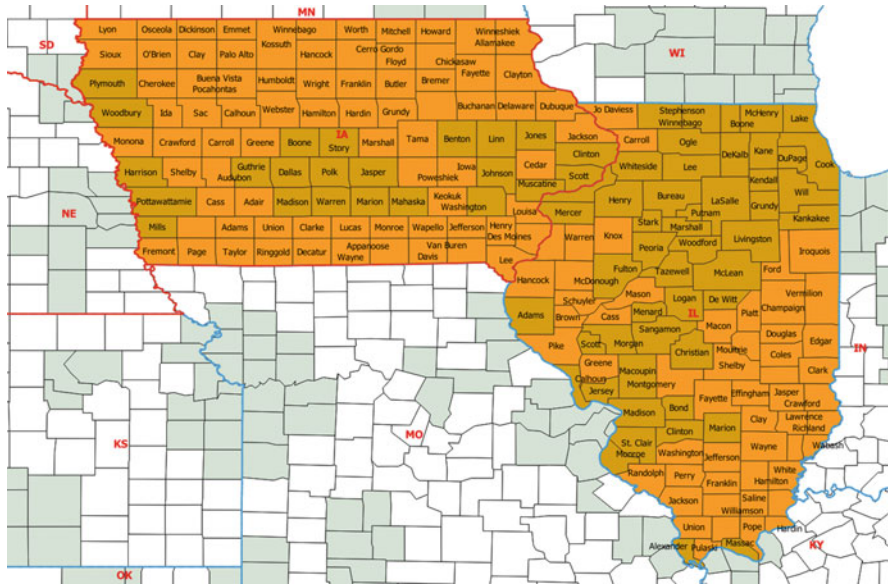 MN
Lyon Osceola Dickinson Emmet Winnebago Worth Mitchell Howard Winneshiek
Allamakee
SD
Kossuth Cerro Gordo
Sioux O'Brien Clay Palo Alto Hancock Floyd Chickasaw
WI
Fayette Clayton
Plymouth Cherokee Buena Vista Humboldt Wright Franklin Butler Bremer
Pocahontas
Woodbury Ida Sac Calhoun Webster Hamilton Hardin Grundy Buchanan Delaware Dubuque
Jo Daviess Stephenson McHenry Lake
Winnebago Boone
Monona Crawford Carroll Greene Boone IA Marshall Tama Benton Linn Jones Jackson Carroll Ogle
Story
DeKalb Kane DuPage Cook
Harrison Shelby Guthrie Dallas Polk Jasper Iowa Johnson Cedar Clinton Whiteside Lee
Audubon Poweshiek Scott
Muscatine
Kendall Will
NE
Pottawattamie Cass Adair Madison Warren Marion Mahaska Keokuk
Washington
Louisa Mercer Henry Bureau LaSalle Grundy
Putnam
Kankakee
Mills Adams Union Clarke Lucas Monroe Wapello Jefferson Henry
Des Moines
Stark Marshall
Warren Knox Peoria Woodford Livingston
Iroquois
Fremont Page Taylor Ringgold Decatur Appanoose Van Buren
Wayne Davis
Lee
Hancock McDonough Fulton Tazewell McLean Ford
Mason
Adams Schuyler Logan De Witt Vermilion
Brown Cass Menard IL Piatt Champaign
Sangamon Macon
Pike Scott Morgan Christian Moultrie Douglas Edgar
IN
Greene Shelby Coles
Clark
Calhoun Macoupin
Jersey Montgomery
Fayette Effingham Jasper
Crawford
MO
KS
Madison Bond Clay Lawrence
Richland
Clinton Marion
St. Clair Wayne Wabash
Monroe Washington Jefferson
Randolph Perry White
Franklin Hamilton
Jackson Saline
Williamson
Union Pope Hardin
Alexander Pulaski Massac
KY
OK